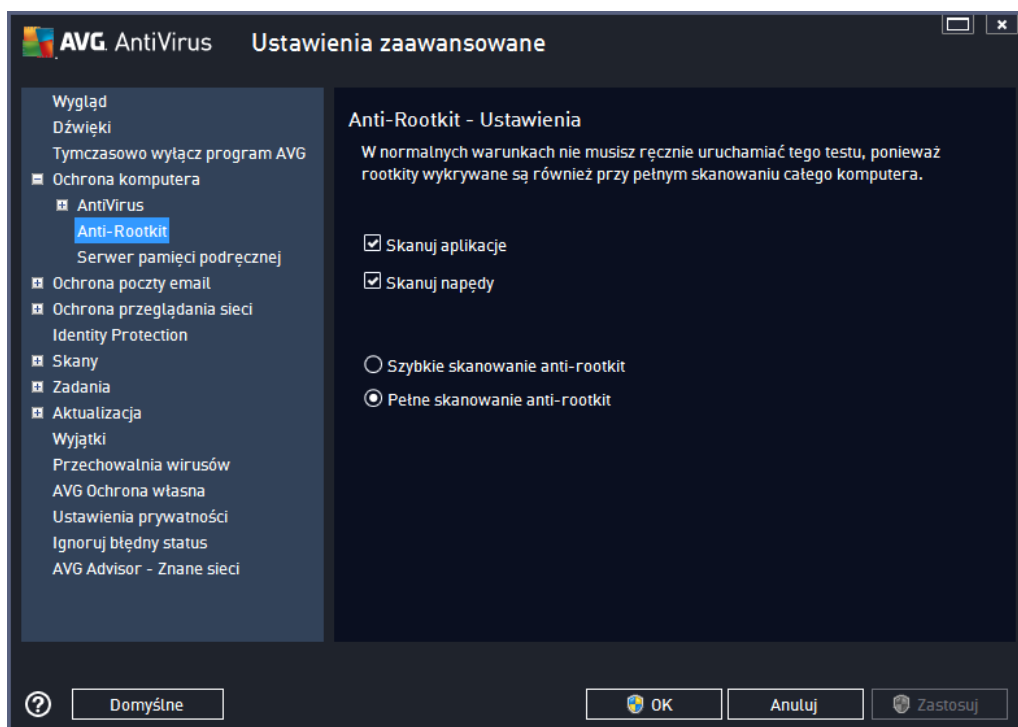 AVG. AntiVirus Ustawienia zaawansowane
Wygląd
Dźwięki
Tymczasowo wyłącz program AVG
Ochrona komputera
AntiVirus
Anti-Rootkit
Serwer pamięci podręcznej
Ochrona poczty email
Ochrona przeglądania sieci
Identity Protection
Skany
Zadania
Aktualizacja
Wyjątki
Przechowalnia wirusów
AVG Ochrona własna
Ustawienia prywatności
Ignoruj błędny status
AVG Advisor - Znane sieci
Anti-Rootkit - Ustawienia
W normalnych warunkach nie musisz ręcznie uruchamiać tego testu, ponieważ
rootkity wykrywane są również przy pełnym skanowaniu całego komputera.
Skanuj aplikacje
Skanuj napędy
Szybkie skanowanie anti-rootkit
Pełne skanowanie anti-rootkit
Domyślne
OK
Anuluj
Zastosuj